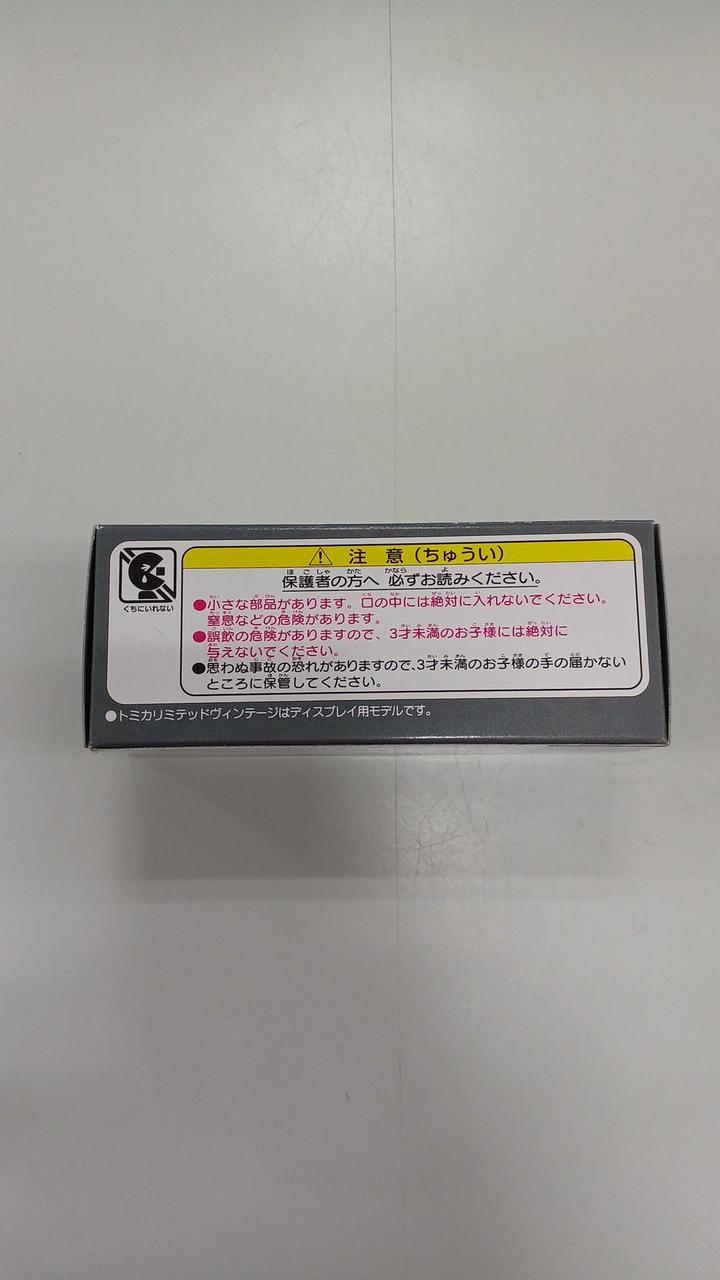 注意(ちゅうい)
保護者の方へ 必ずお読みください。
くちにいれない
●小さな部品があります。口の中には絶対に入れないでください。
窒息などの危険があります。
●誤飲の危険がありますので、3才未満のお子様には絶対に
与えないでください。
●思わぬ事故の恐れがありますので、3才未満のお子様の手の届かない
ところに保管してください。
●トミカリミテッドヴィンテージはディスプレイ用モデルです。